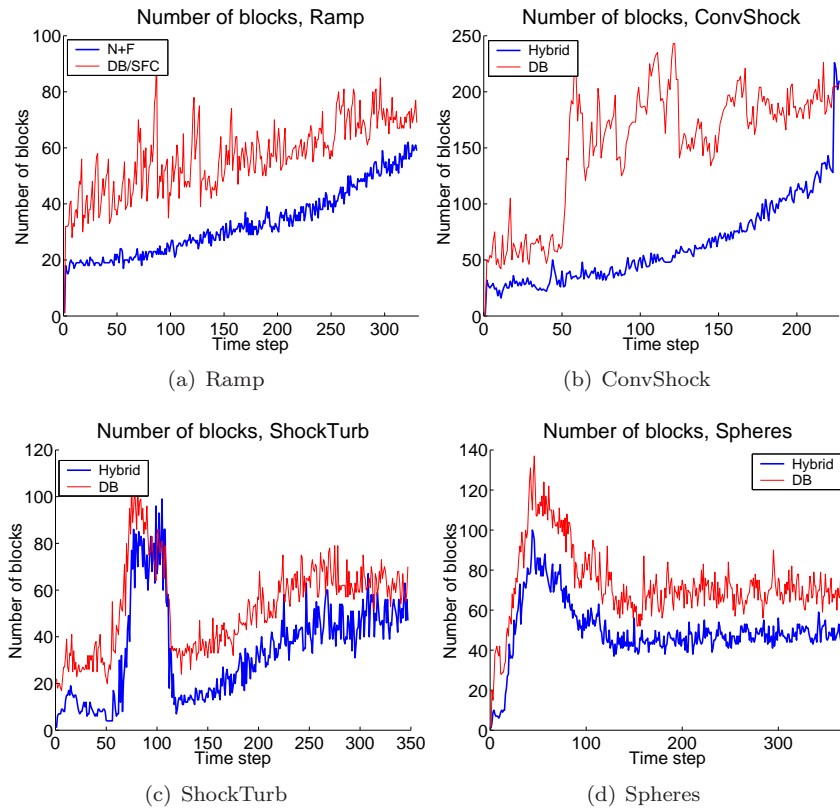 Number of blocks, Ramp
N+F
DB/SFC
Number of blocks
100
80
60
40
20
0
0 50 100 150 200 250 300
Time step
(a) Ramp
Number of blocks, ConvShock
Hybrid
DB
Number of blocks
250
200
150
100
50
0
0 50 100 150 200
Time step
(b) ConvShock
Number of blocks, ShockTurb
Hybrid
DB
Number of blocks
120
100
80
60
40
20
0
0 50 100 150 200 250 300 350
Time step
(c) ShockTurb
Number of blocks, Spheres
Hybrid
DB
Number of blocks
140
120
100
80
60
40
20
0
0 100 200 300
Time step
(d) Spheres